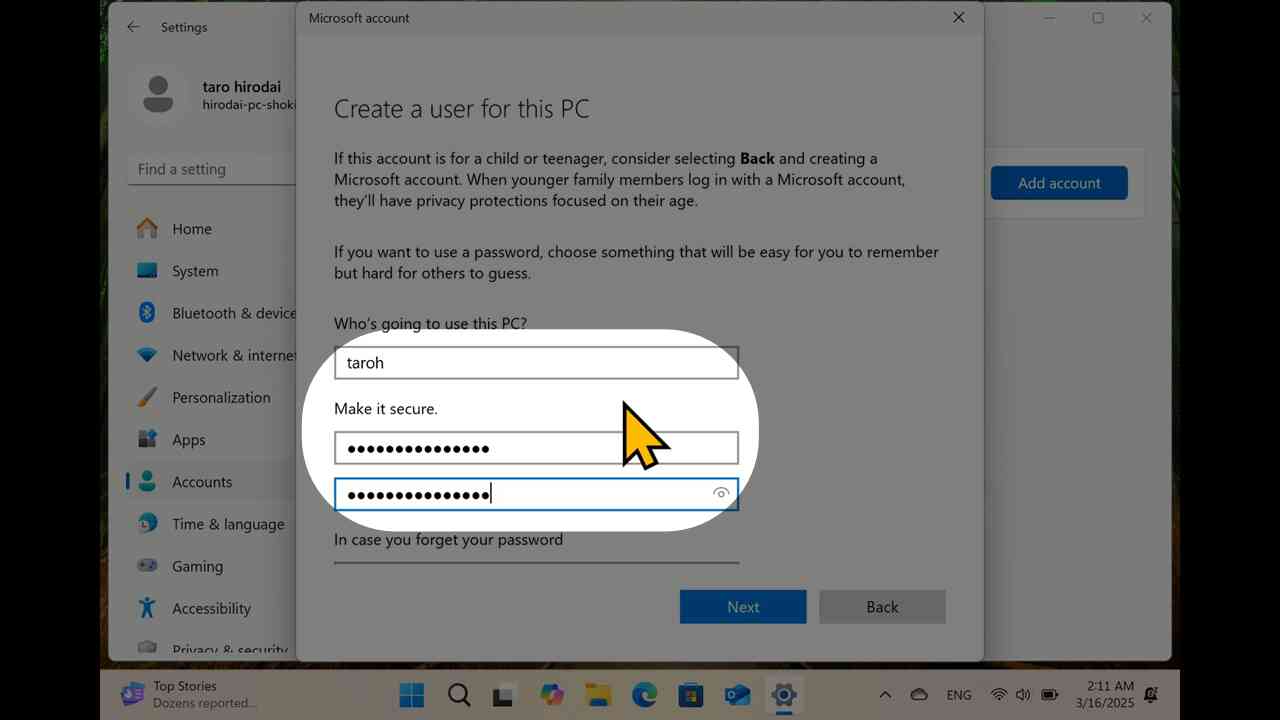 Settings
Microsoft account
taro hirodai
hirodai-pc-shoki
Find a setting
Home
System
Bluetooth & device
Network & internet
Personalization
Apps
Accounts
Time & language
Gaming
Accessibility
Privacy & security
Create a user for this PC
If this account is for a child or teenager, consider selecting Back and creating a
Microsoft account. When younger family members log in with a Microsoft account,
they'll have privacy protections focused on their age.
If you want to use a password, choose something that will be easy for you to remember
but hard for others to guess.
Who's going to use this PC?
taroh
Make it secure.
In case you forget your password
Next
Back
Add account
Top Stories
Dozens reported...
ENG
2:11 AM
3/16/2025